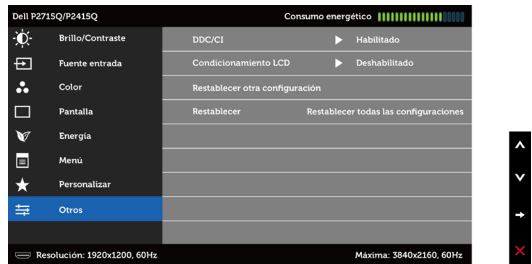 Dell P2715Q/P2415Q Consumo energético
Brillo/Contraste DDC/CI Habilitado
Fuente entrada Condicionamiento LCD Deshabilitado
Color Restablecer otra configuración
Pantalla Restablecer Restablecer todas las configuraciones
Energía
Menú
Personalizar
Otros
Resolución: 1920x1200, 60Hz Máxima: 3840x2160, 60Hz